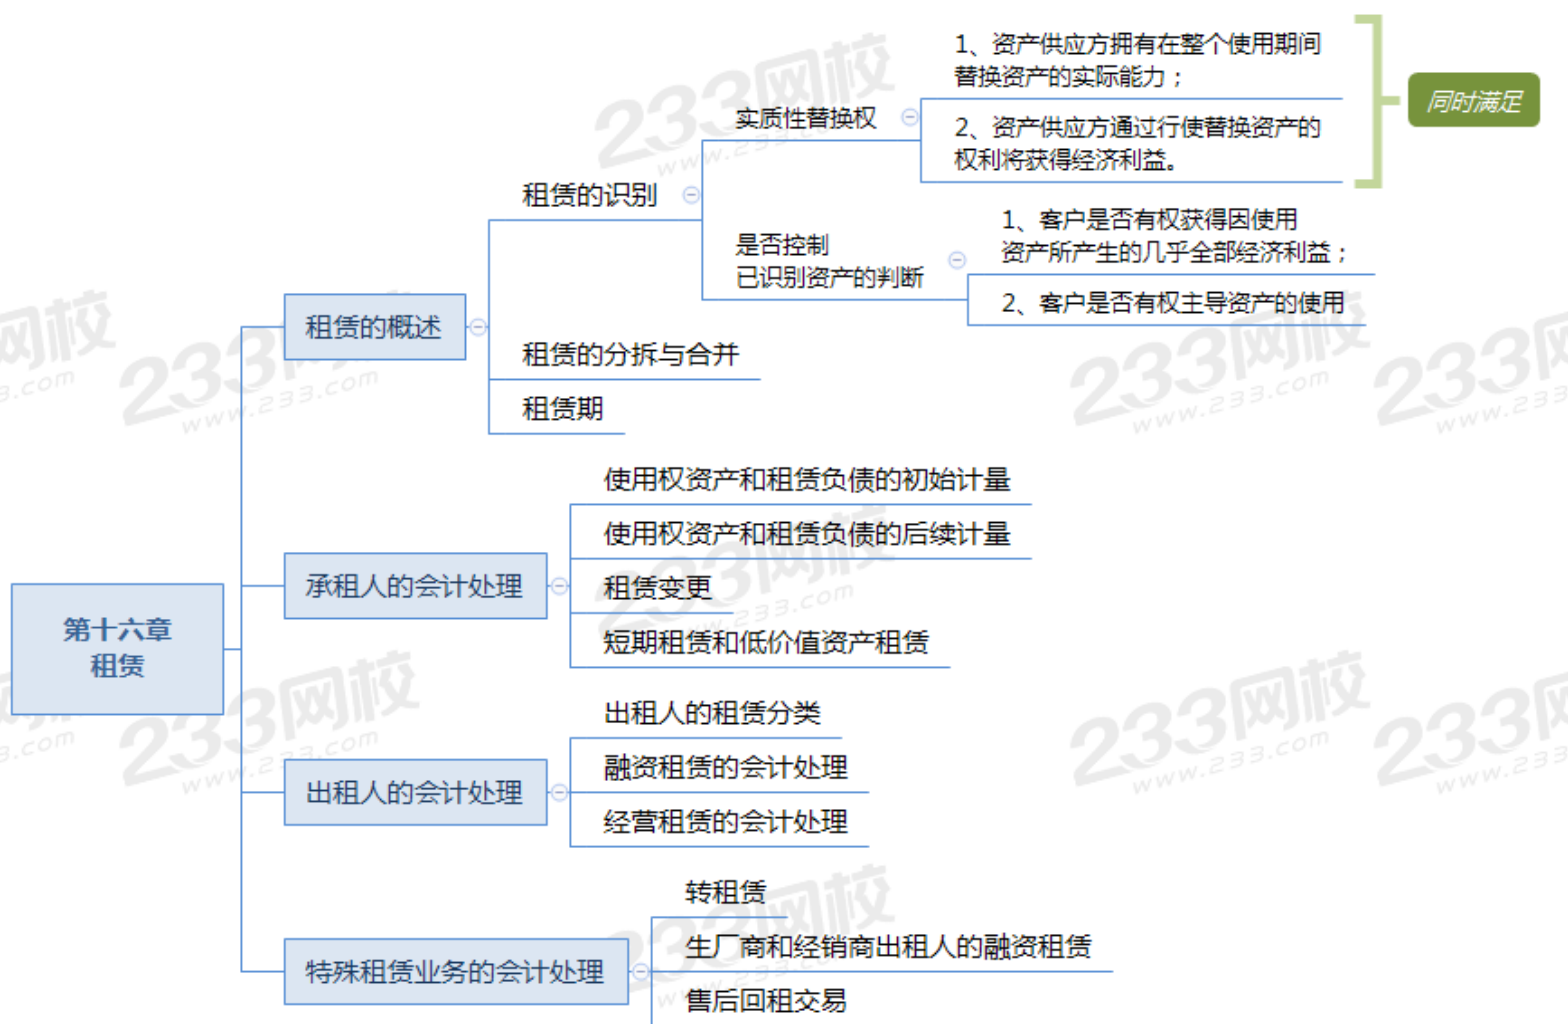 第十六章
租赁
租赁的概述
租赁的识别
实质性替换权
1、资产供应方拥有在整个使用期间
替换资产的实际能力；
2、资产供应方通过行使替换资产的
权利将获得经济利益。
同时满足
是否控制
已识别资产的判断
1、客户是否有权获得因使用
资产所产生的几乎全部经济利益；
2、客户是否有权主导资产的使用
租赁的分拆与合并
租赁期
承租人的会计处理
使用权资产和租赁负债的初始计量
使用权资产和租赁负债的后续计量
租赁变更
短期租赁和低价值资产租赁
出租人的会计处理
出租人的租赁分类
融资租赁的会计处理
经营租赁的会计处理
特殊租赁业务的会计处理
转租赁
生厂商和经销商出租人的融资租赁
售后回租交易
233网校
www.233.com